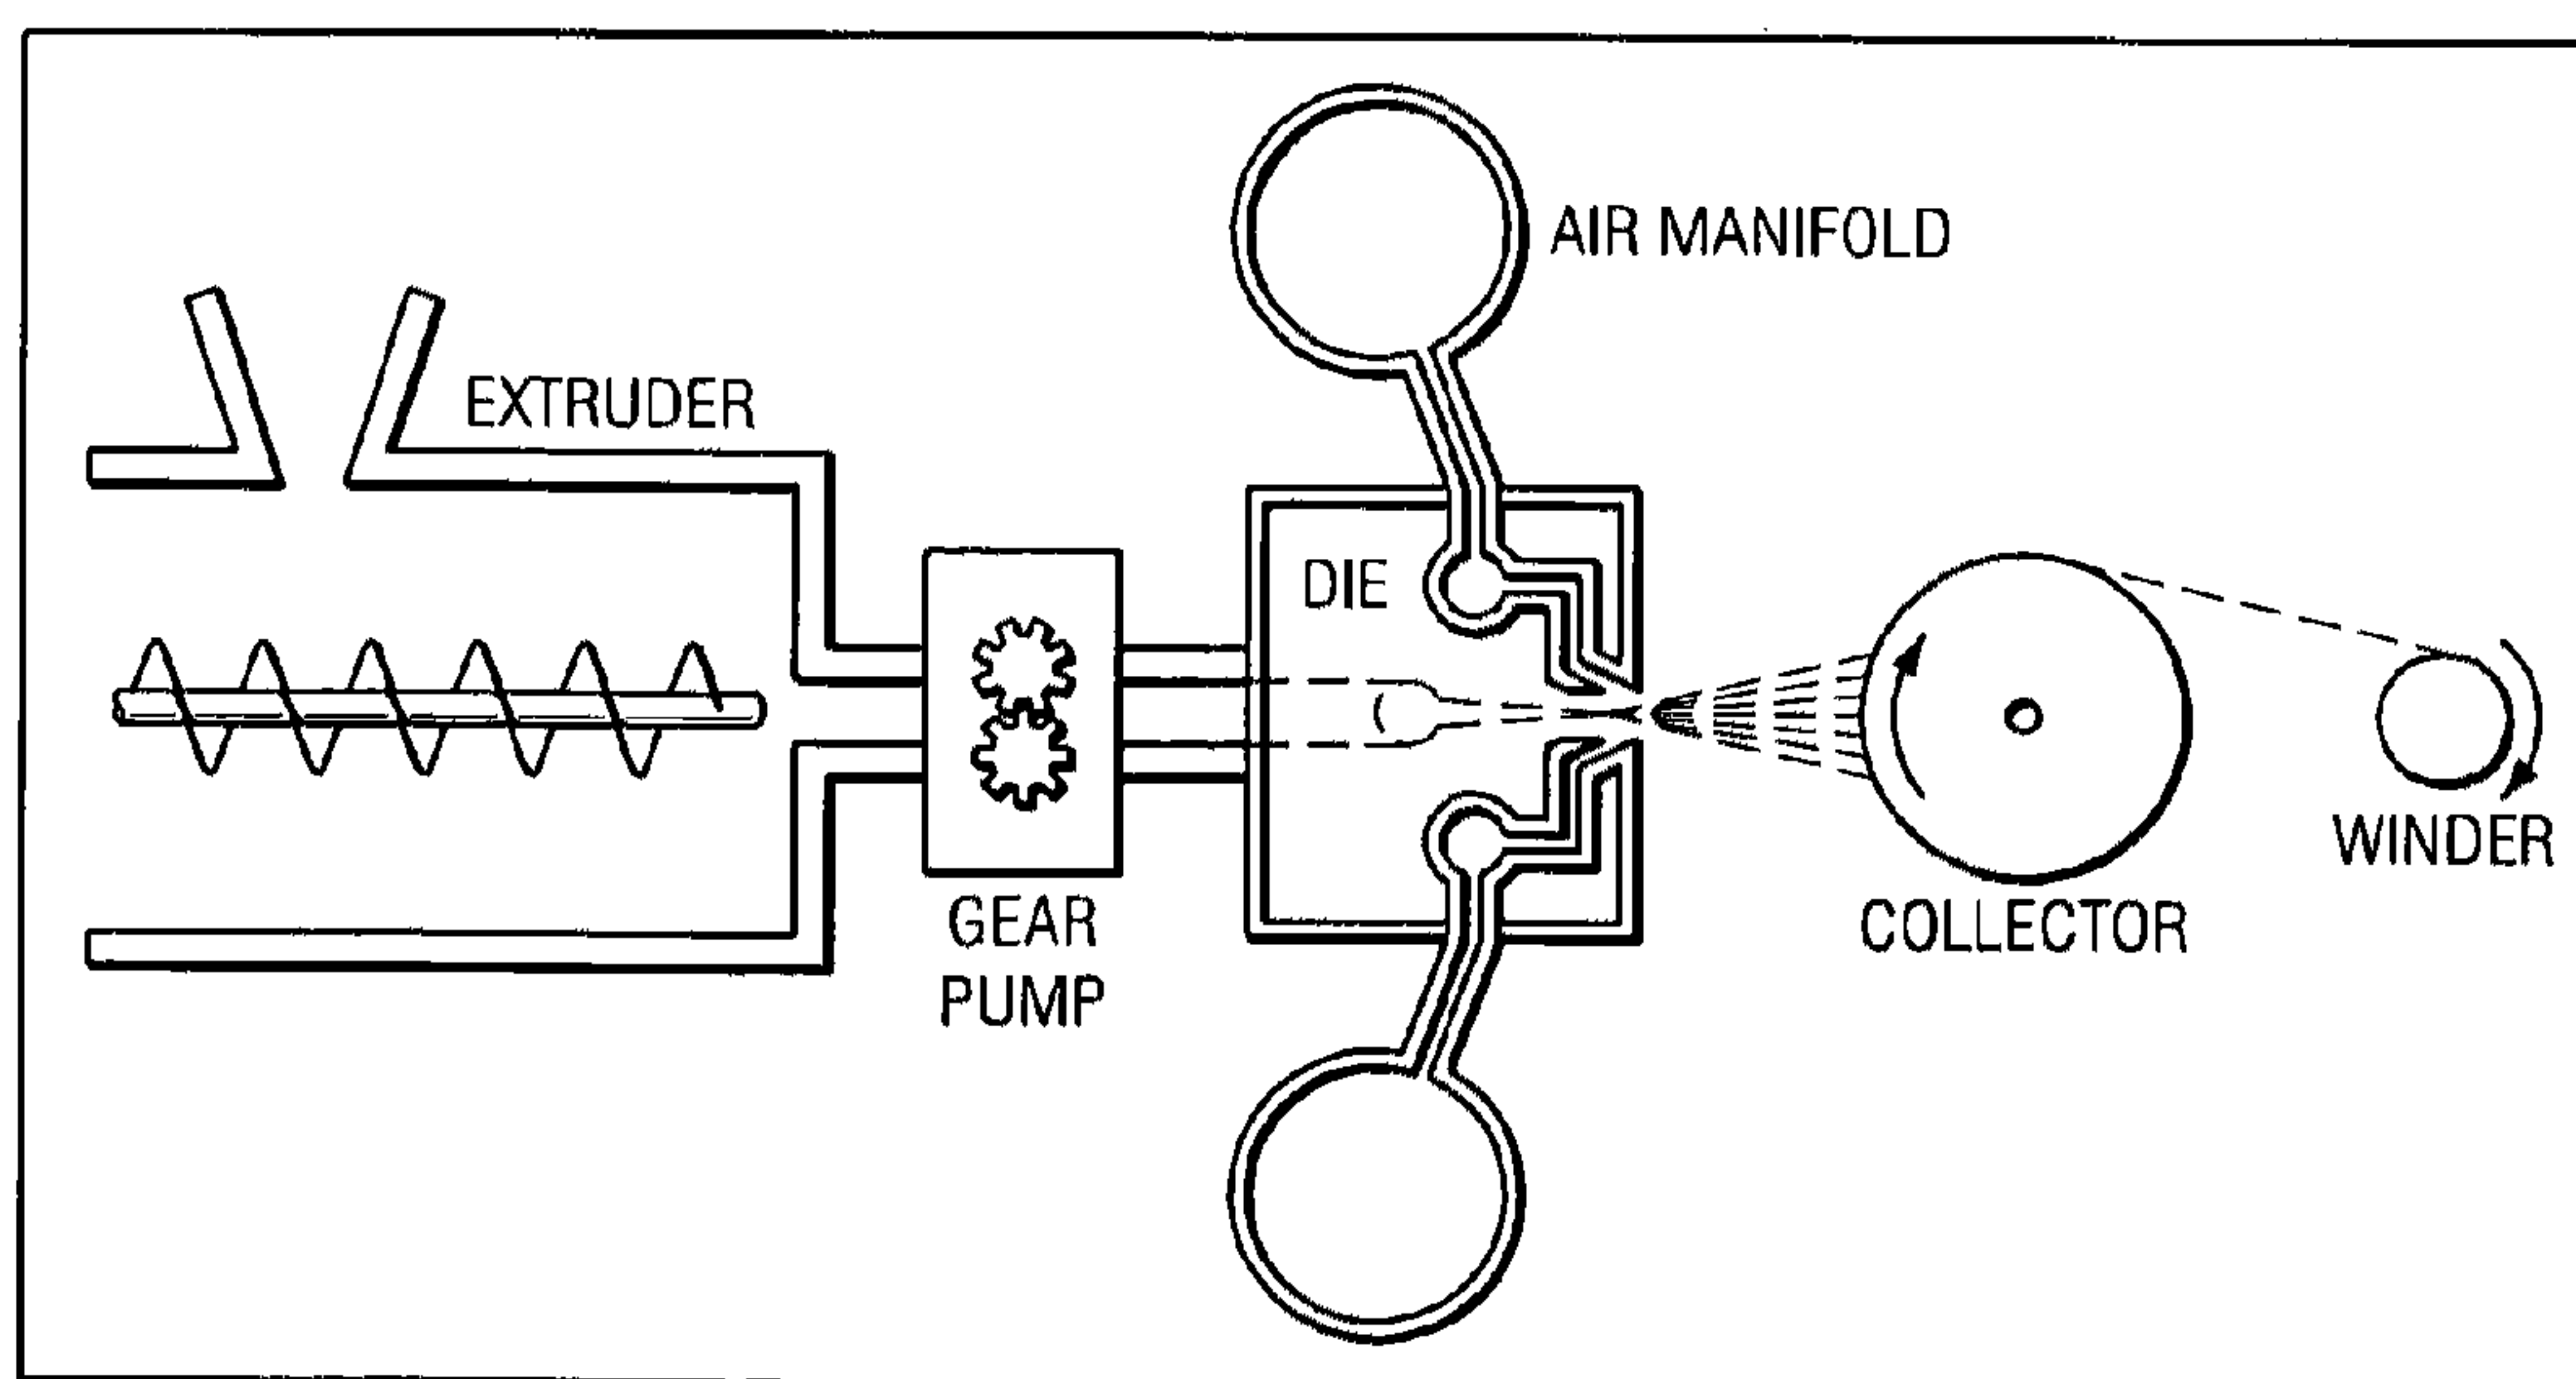 AIR MANIFOLD
EXTRUDER
DIE
GEAR
PUMP
COLLECTOR
WINDER